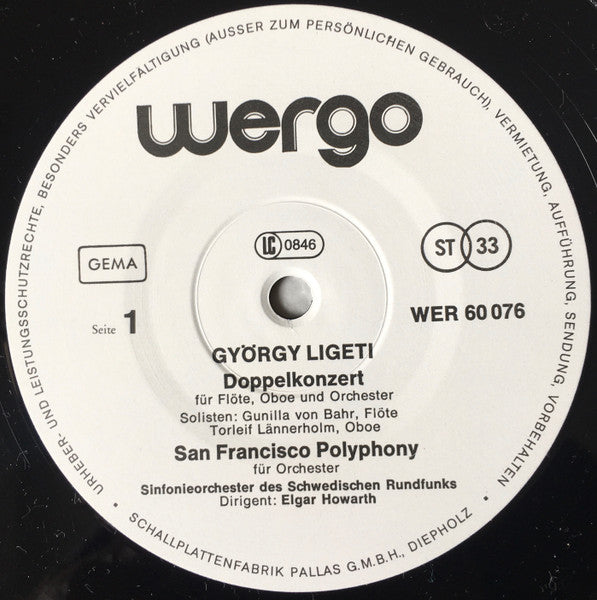 URHEBER- UND LEISTUNGSSCHUTZRECHTE, BESONDERS VERVIELFÄLTIGUNG (AUSSER ZUM PERSÖNLICHEN GEBRAUCH), VERMIETUNG, AUFFÜHRUNG, SENDUNG, VORBEHALTEN
wergo
GEMA
LC 0846
ST 33
Seite 1
WER 60 076
GYÖRGY LIGETI
Doppelkonzert
für Flöte, Oboe und Orchester
Solisten: Gunilla von Bahr, Flöte
Torleif Lännerholm, Oboe
San Francisco Polyphony
für Orchester
Sinfonieorchester des Schwedischen Rundfunks
Dirigent: Elgar Howarth
• SCHALLPLATTENFABRIK PALLAS G.M.B.H., DIEPHOLZ •